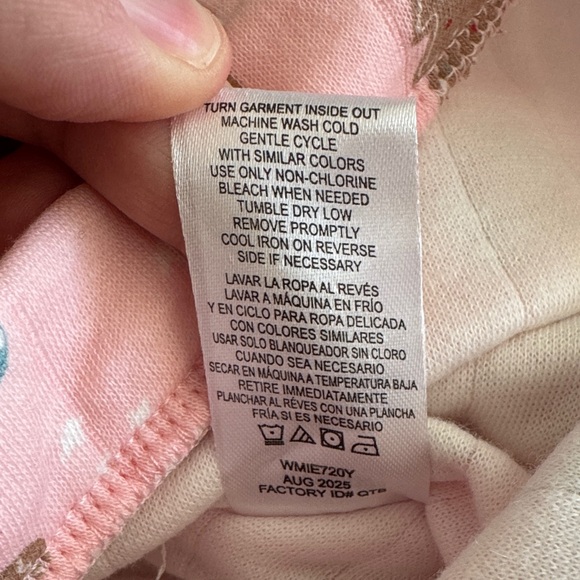 TURN GARMENT INSIDE OUT
MACHINE WASH COLD
GENTLE CYCLE
WITH SIMILAR COLORS
USE ONLY NON-CHLORINE
BLEACH WHEN NEEDED
TUMBLE DRY LOW
REMOVE PROMPTLY
COOL IRON ON REVERSE
SIDE IF NECESSARY
LAVAR LA ROPA AL REVÉS
LAVAR A MÁQUINA EN FRÍO
Y EN CICLO PARA ROPA DELICADA
CON COLORES SIMILARES
USAR SOLO BLANQUEADOR SIN CLORO
CUANDO SEA NECESARIO
SECAR EN MÁQUINA A TEMPERATURA BAJA
RETIRE IMMEDIATAMENTE
PLANCHAR AL RÉVES CON UNA PLANCHA
FRÍA SI ES NECESARIO
WMIE720Y
AUG 2025
FACTORY ID#